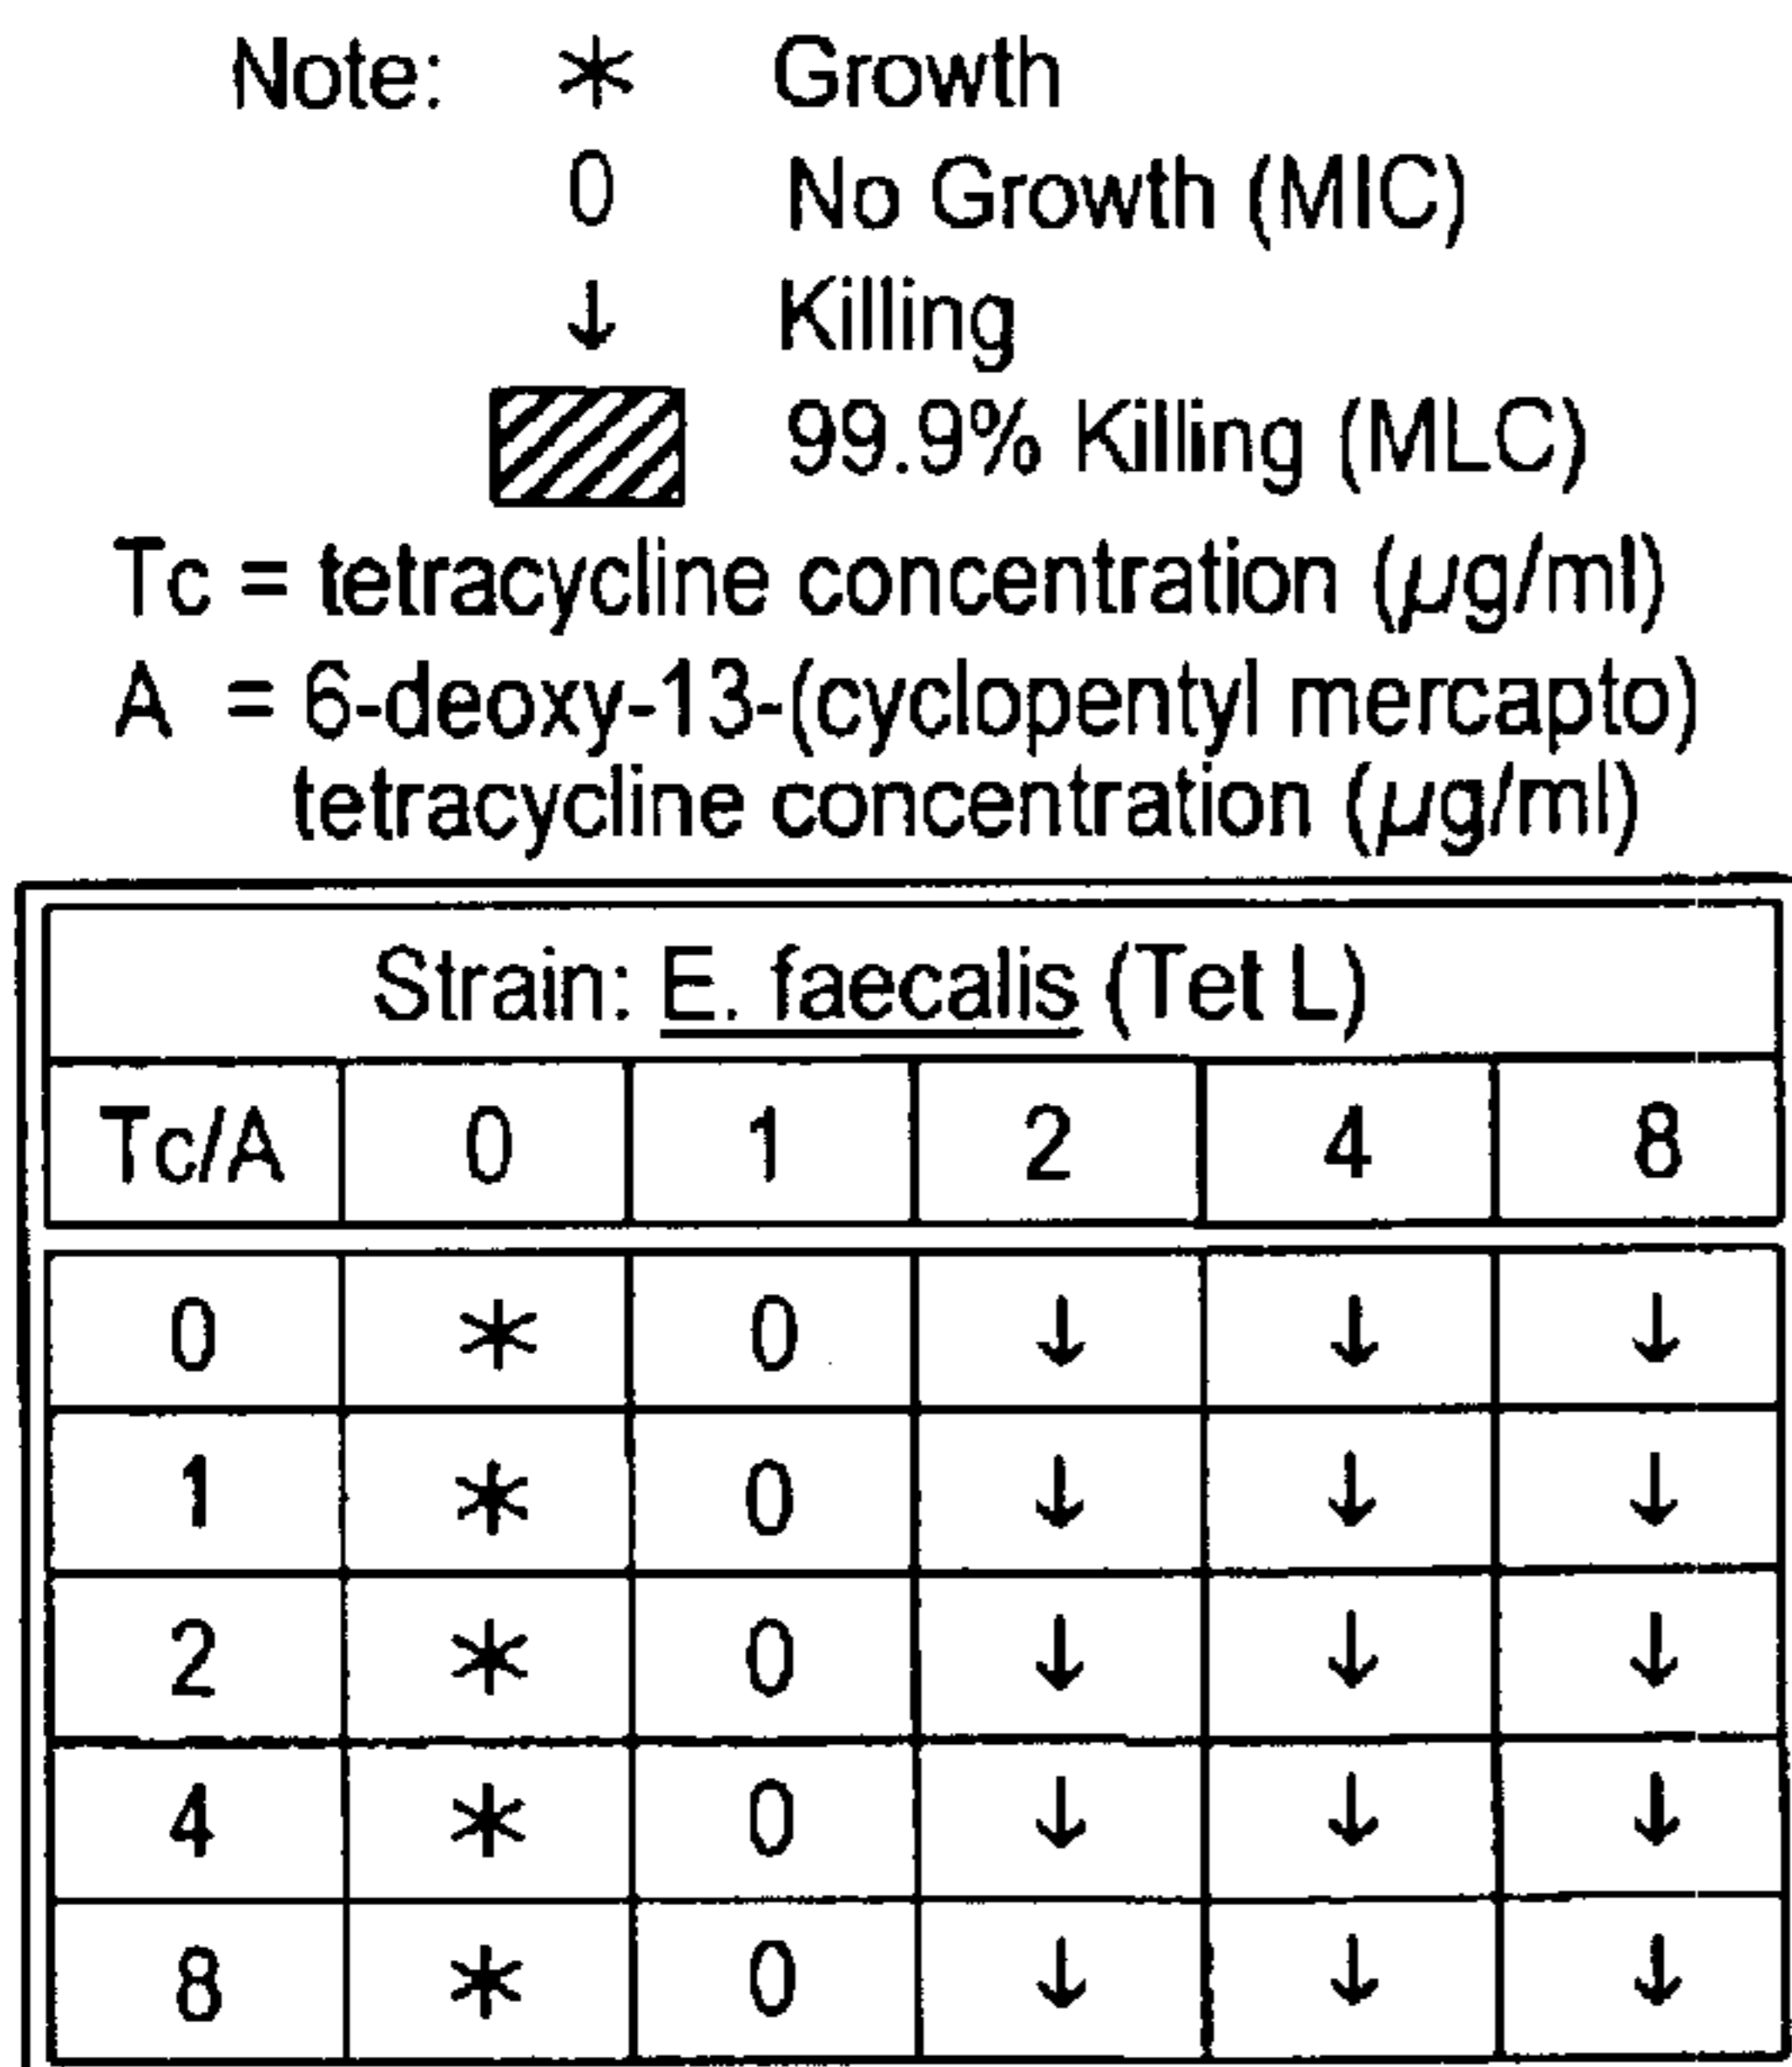 Note: * Growth
0 No Growth (MIC)
↓ Killing
99.9% Killing (MLC)
Tc = tetracycline concentration (µg/ml)
A = 6-deoxy-13-(cyclopentyl mercapto)
tetracycline concentration (µg/ml)
Strain: E. faecalis (Tet L)
Tc/A 0 1 2 4 8
0 * 0 ↓ ↓ ↓
1 * 0 ↓ ↓ ↓
2 * 0 ↓ ↓ ↓
4 * 0 ↓ ↓ ↓
8 * 0 ↓ ↓ ↓